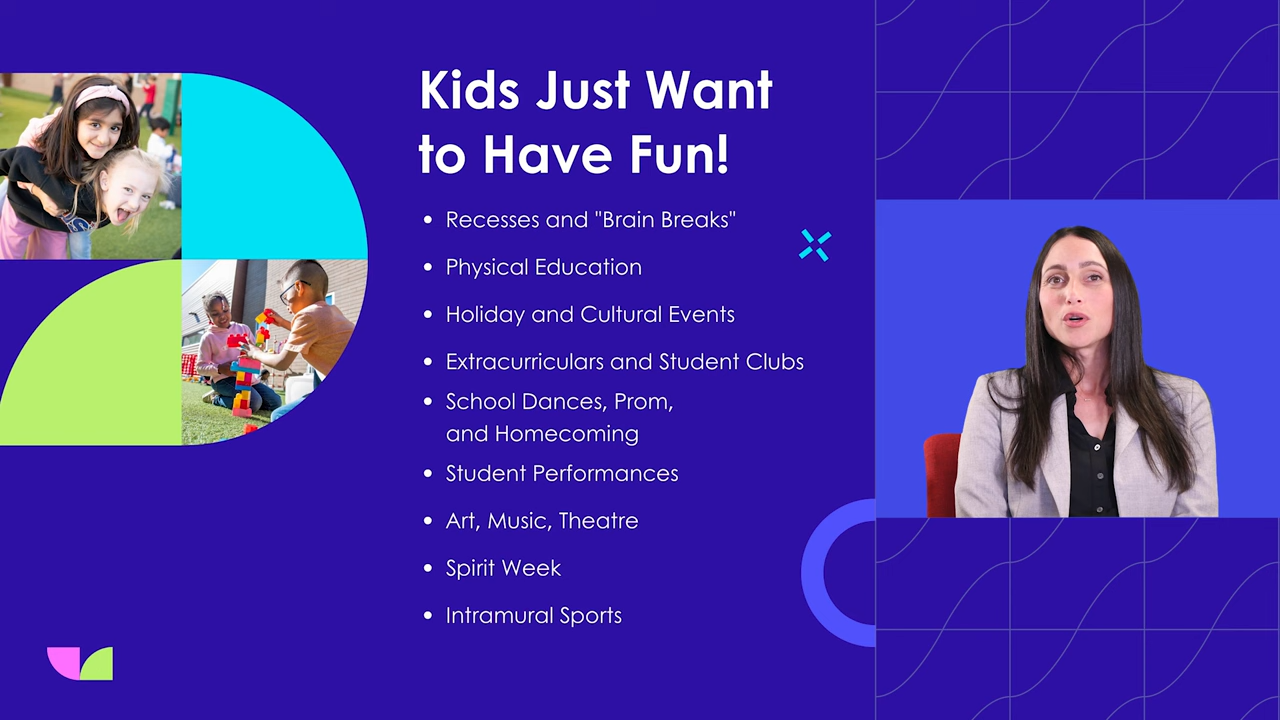 Kids Just Want
to Have Fun!
• Recesses and "Brain Breaks"
• Physical Education
• Holiday and Cultural Events
• Extracurriculars and Student Clubs
• School Dances, Prom,
and Homecoming
• Student Performances
• Art, Music, Theatre
• Spirit Week
• Intramural Sports